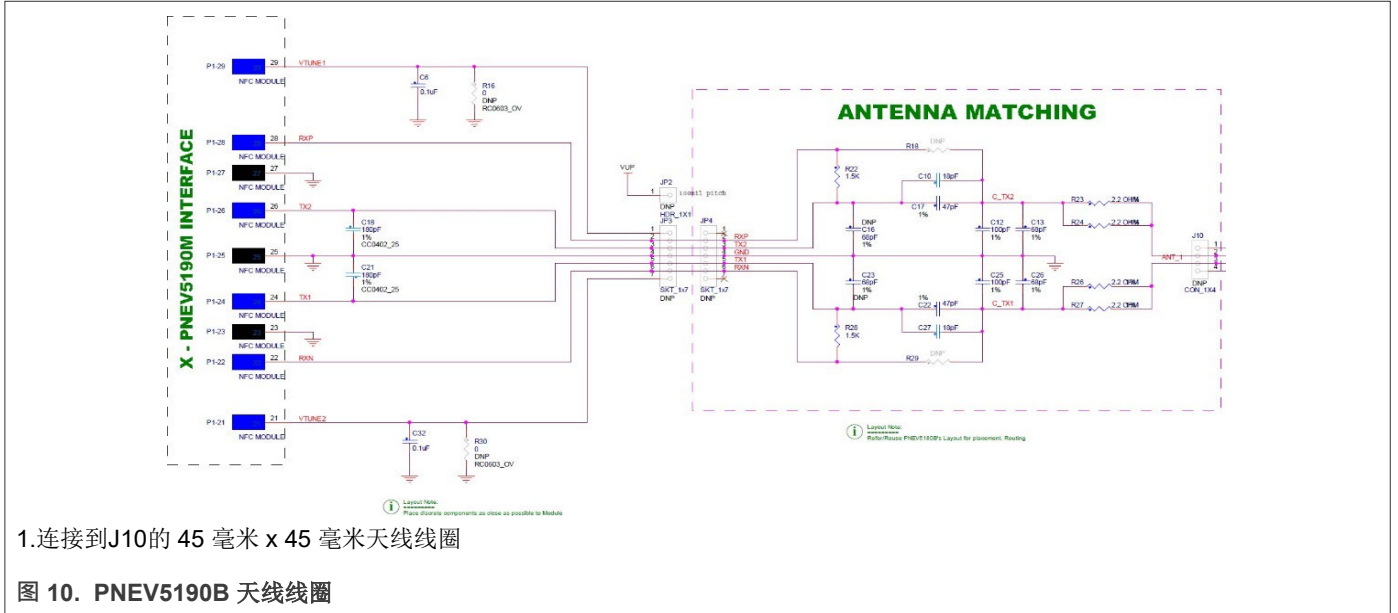 X - PNEV5190M INTERFACE
P1-29
29
VTUNE1
NFC MODULE
C6
0.1uF
R16
0
DNP
RC0603_OV
P1-28
28
RXP
NFC MODULE
P1-27
27
NFC MODULE
P1-26
26
TX2
NFC MODULE
C18
180pF
1%
CC0402_25
P1-25
25
NFC MODULE
C21
180pF
1%
CC0402_25
P1-24
24
TX1
NFC MODULE
P1-23
23
NFC MODULE
P1-22
22
RXN
NFC MODULE
P1-21
21
VTUNE2
NFC MODULE
C32
0.1uF
R30
0
DNP
RC0603_OV
Layout Note:
Place discrete components as close as possible to Module
VUP
JP2
1
100mil pitch
DNP
HDR_1X1
JP3
SKT_1x7
DNP
JP4
SKT_1x7
DNP
RXP
TX2
GND
TX1
RXN
ANTENNA MATCHING
R18
DNP
R22
1.5K
C10
18pF
C17
47pF
1%
C_TX2
DNP
C16
68pF
1%
C12
100pF
1%
C13
R23
2.2 OHM
R24
2.2 OHM
C23
68pF
1%
DNP
C25
100pF
1%
C26
68pF
1%
1%
C22
47pF
C_TX1
C27
R28
1.5K
R29
DNP
R26
2.2 OHM
R27
2.2 OHM
ANT_1
J10
DNP
CON_1X4
Layout Note:
Refer/Reuse PNEV5180B's Layout for placement, Routing
1.连接到J10的 45 毫米 x 45 毫米天线线圈
图 10. PNEV5190B 天线线圈